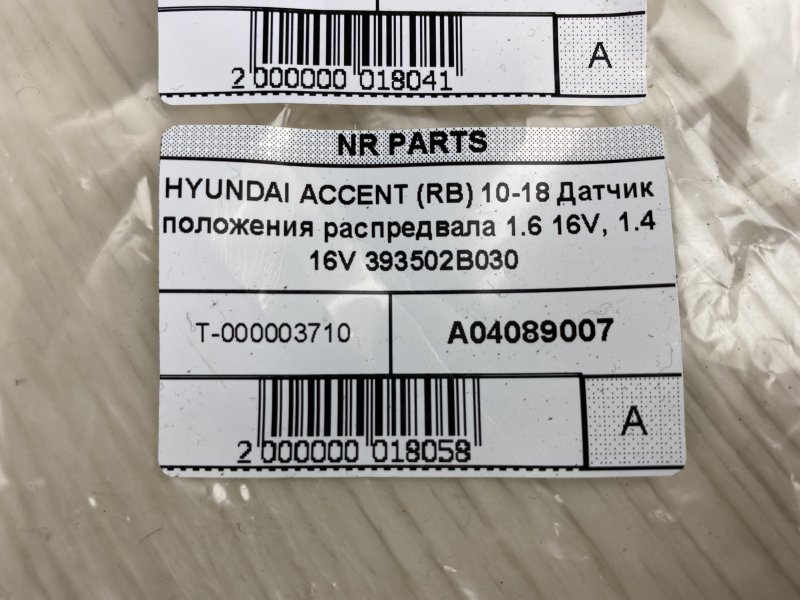 2 000000 018041
A
NR PARTS
HYUNDAI ACCENT (RB) 10-18 Датчик
положения распредвала 1.6 16V, 1.4
16V 393502B030
T-000003710
A04089007
2 000000 018058
A